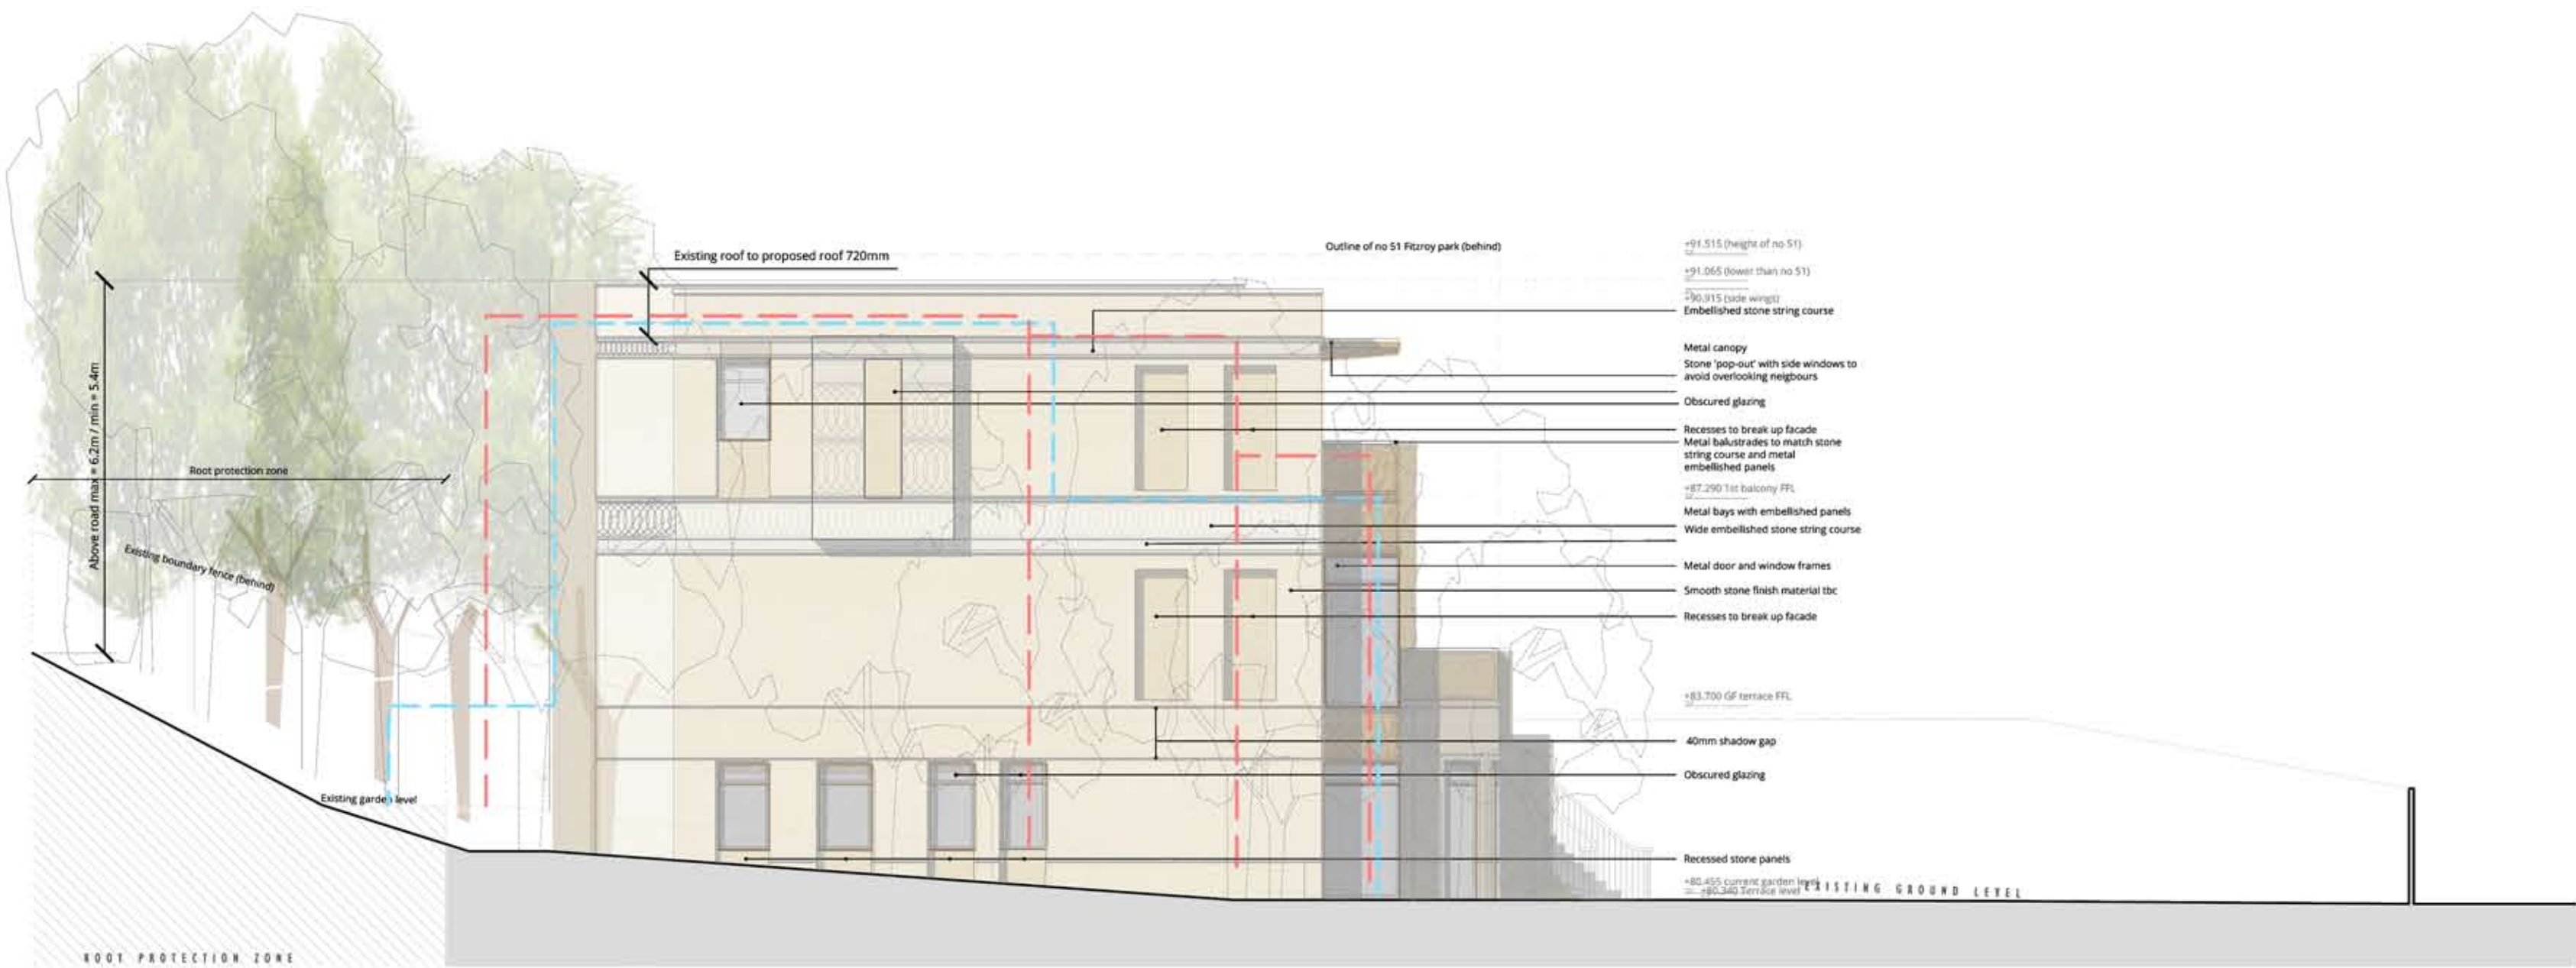 Existing roof to proposed roof 720mm
Outline of no 51 Fitzroy park (behind)
Above road max = 6.2m / min = 5.4m
Root protection zone
Existing boundary fence (behind)
Existing garden level
ROOT PROTECTION ZONE
+91.515 (height of no 51)
+91.065 (lower than no 51)
+90.915 (side wings)
Embellished stone string course
Metal canopy
Stone 'pop-out' with side windows to
avoid overlooking neigbours
Obscured glazing
Recesses to break up facade
Metal balustrades to match stone
string course and metal
embellished panels
+87.290 1st balcony FFL
Metal bays with embellished panels
Wide embellished stone string course
Metal door and window frames
Smooth stone finish material tbc
Recesses to break up facade
+83.700 GF terrace FFL
40mm shadow gap
Obscured glazing
Recessed stone panels
+80.455 current garden level
+80.340 Terrace level
EXISTING GROUND LEVEL